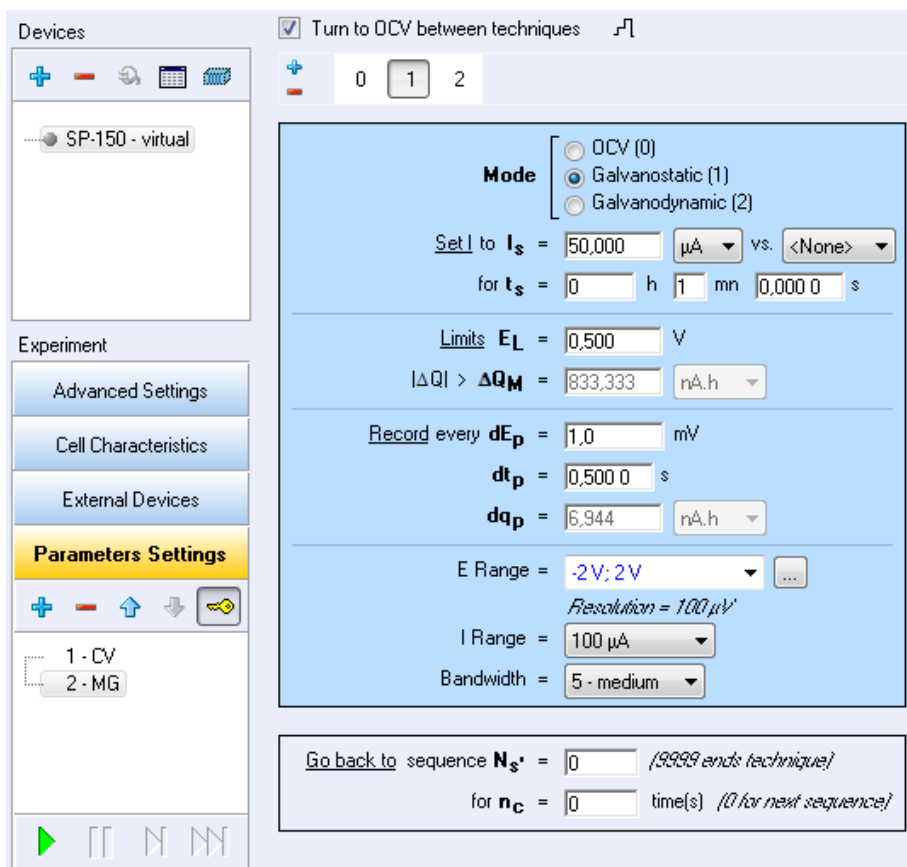 Devices
SP-150 - virtual
Experiment
Advanced Settings
Cell Characteristics
External Devices
Parameters Settings
1 - CV
2 - MG
Turn to OCV between techniques
0 1 2
Mode
OCV (0)
Galvanostatic (1)
Galvanodynamic (2)
Set I to Is = 50,000 µA vs. <None>
for ts = 0 h 1 mn 0,000 0 s
Limits EL = 0,500 V
|ΔQ| > ΔQM = 833,333 nA.h
Record every dEp = 1,0 mV
dtp = 0,500 0 s
dqp = 6,944 nA.h
E Range = -2 V; 2 V ...
Resolution = 100 µV
I Range = 100 µA
Bandwidth = 5 - medium
Go back to sequence Ns' = 0 (9999 ends technique)
for nc = 0 time(s) (0 for next sequence)